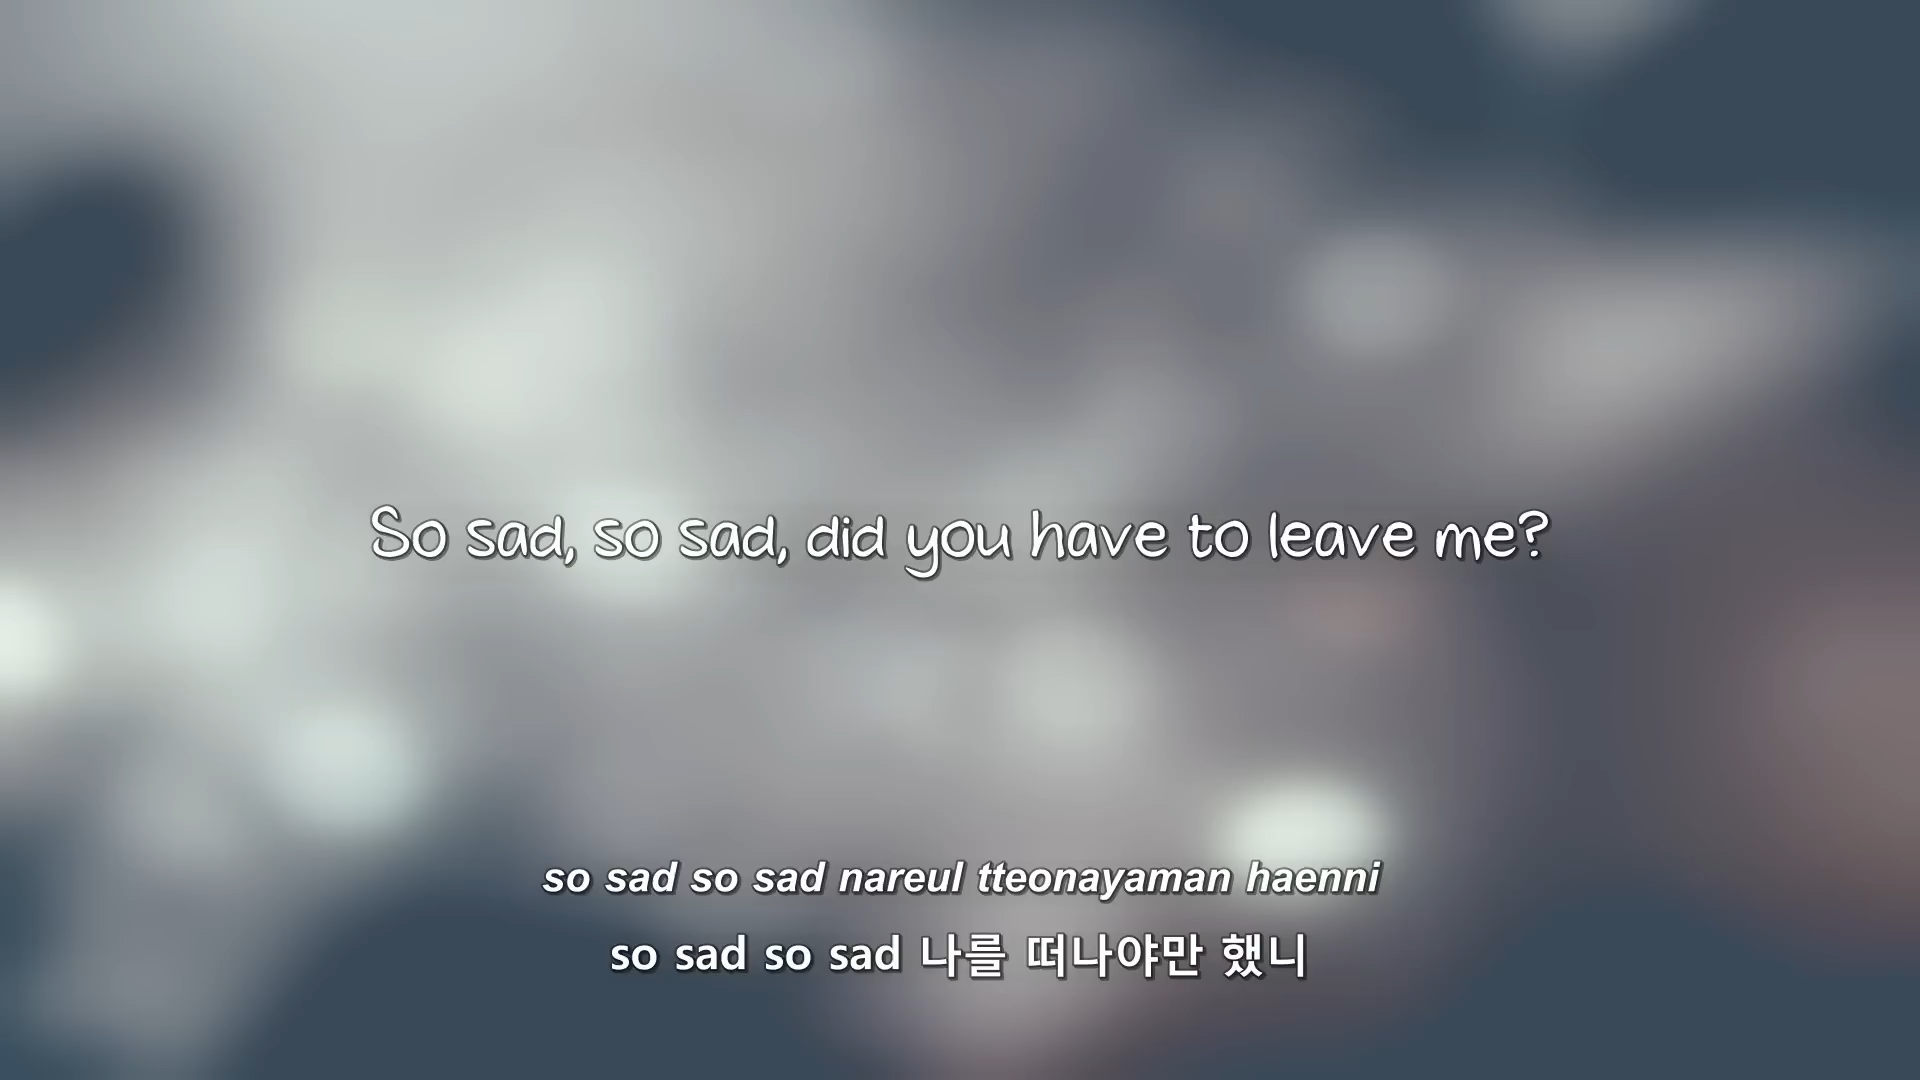 So sad, so sad, did you have to leave me?
so sad so sad nareul tteonayaman haenni
so sad so sad 나를 떠나야만 했니